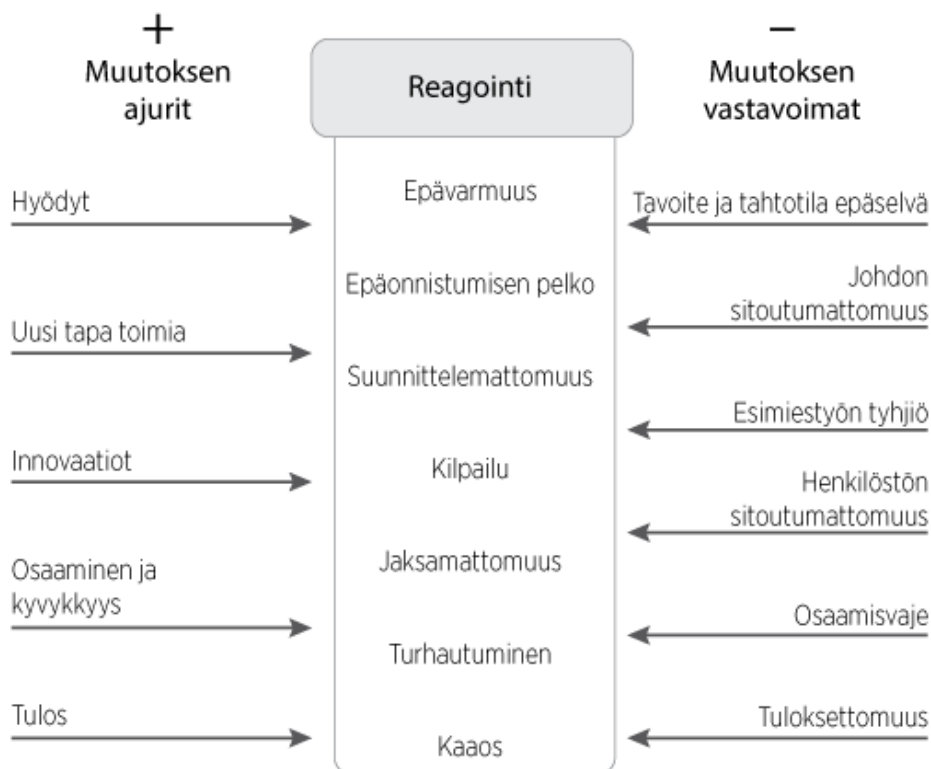 +
Muutoksen
ajurit
Hyödyt
Uusi tapa toimia
Innovaatiot
Osaaminen ja
kyvykkyys
Tulos
Reagointi
Epävarmuus
Epäonnistumisen pelko
Suunnittelemattomuus
Kilpailu
Jaksamattomuus
Turhautuminen
Kaaos
–
Muutoksen
vastavoimat
Tavoite ja tahtotila epäselvä
Johdon
sitoutumattomuus
Esimiestyön tyhjiö
Henkilöstön
sitoutumattomuus
Osaamisvaje
Tuloksettomuus